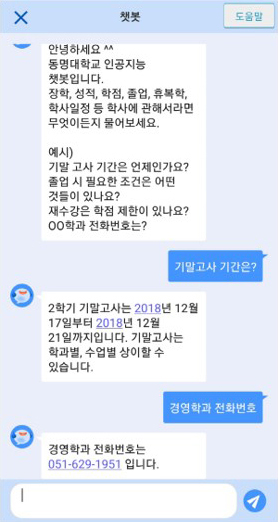 챗봇
도움말
안녕하세요 ^^
동명대학교 인공지능
챗봇입니다.
장학, 성적, 학점, 졸업, 휴복학,
학사일정 등 학사에 관해서라면
무엇이든지 물어보세요.
예시)
기말 고사 기간은 언제인가요?
졸업 시 필요한 조건은 어떤
것들이 있나요?
재수강은 학점 제한이 있나요?
OO학과 전화번호는?
기말고사 기간은?
2학기 기말고사는 2018년 12월
17일부터 2018년 12월
21일까지입니다. 기말고사는
학과별, 수업별 상이할 수
있습니다.
경영학과 전화번호
경영학과 전화번호는
051-629-1951 입니다.